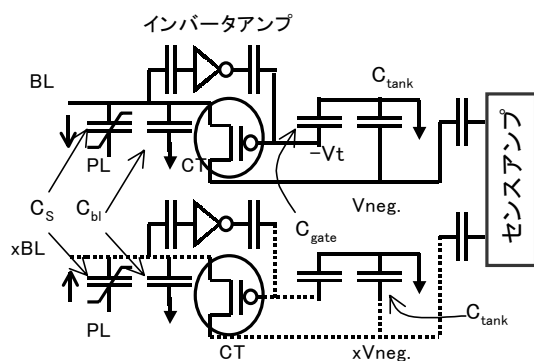 インバータアンプ
BL
C_tank
PL
CT
-Vt
C_S
C_bl
C_gate
Vneg.
センスアンプ
xBL
PL
CT
xVneg.
C_tank